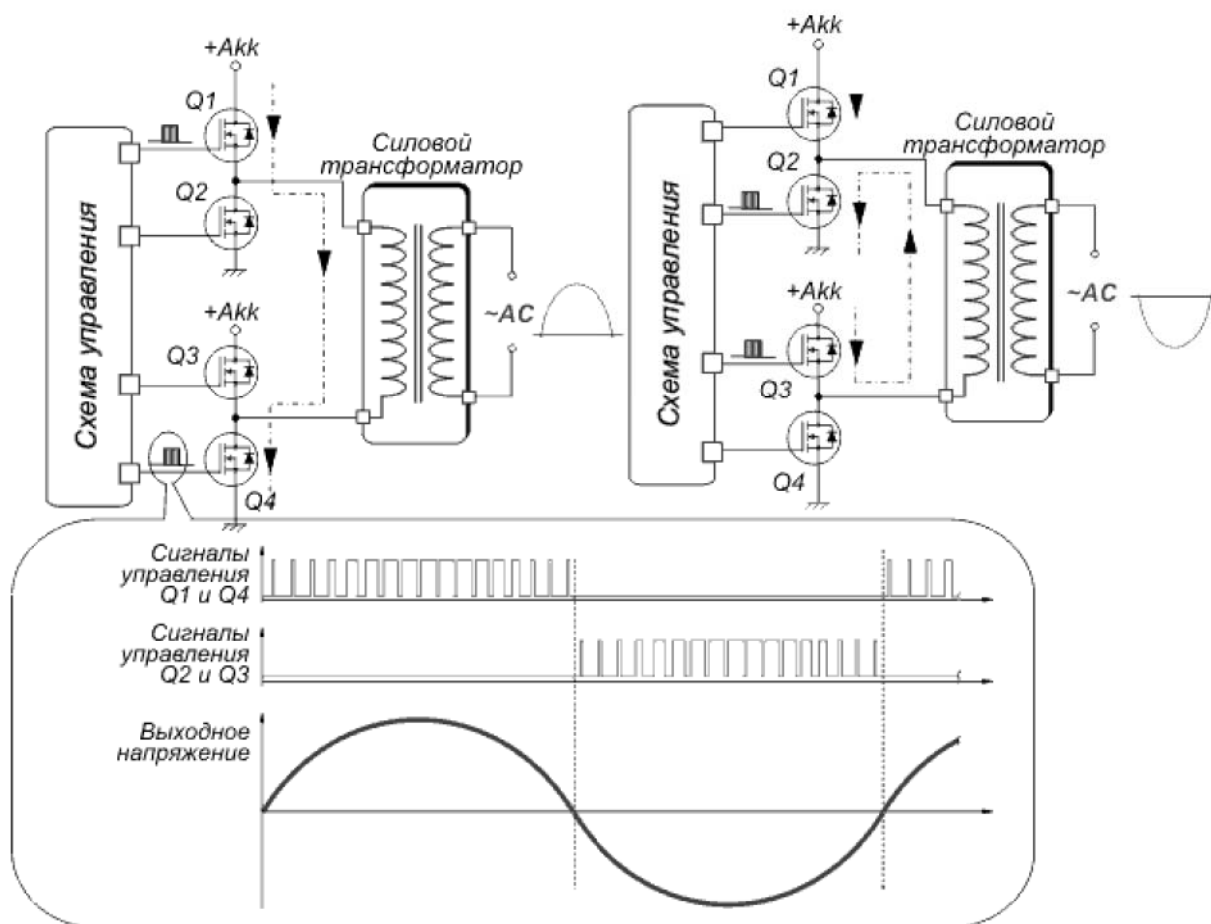 +Akk
Q1
Q2
Силовой
трансформатор
Схема управления
+Akk
Q3
Q4
~AC
+Akk
Q1
Q2
Силовой
трансформатор
Схема управления
+Akk
Q3
Q4
~AC
Сигналы
управления
Q1 и Q4
Сигналы
управления
Q2 и Q3
Выходное
напряжение